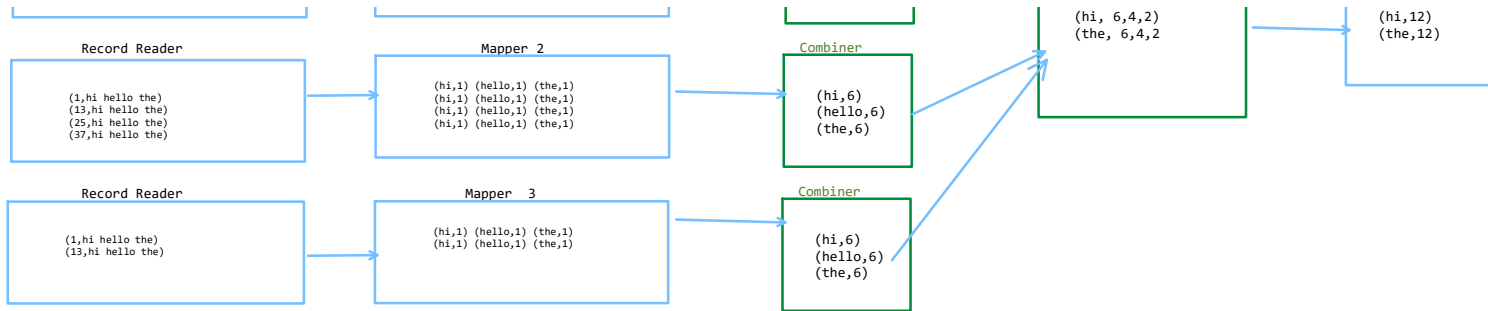 (hi, 6,4,2)
(the, 6,4,2
(hi,12)
(the,12)
Record Reader
Mapper 2
Combiner
(1,hi hello the)
(13,hi hello the)
(25,hi hello the)
(37,hi hello the)
(hi,1) (hello,1) (the,1)
(hi,1) (hello,1) (the,1)
(hi,1) (hello,1) (the,1)
(hi,1) (hello,1) (the,1)
(hi,6)
(hello,6)
(the,6)
Record Reader
Mapper  3
Combiner
(1,hi hello the)
(13,hi hello the)
(hi,1) (hello,1) (the,1)
(hi,1) (hello,1) (the,1)
(hi,6)
(hello,6)
(the,6)